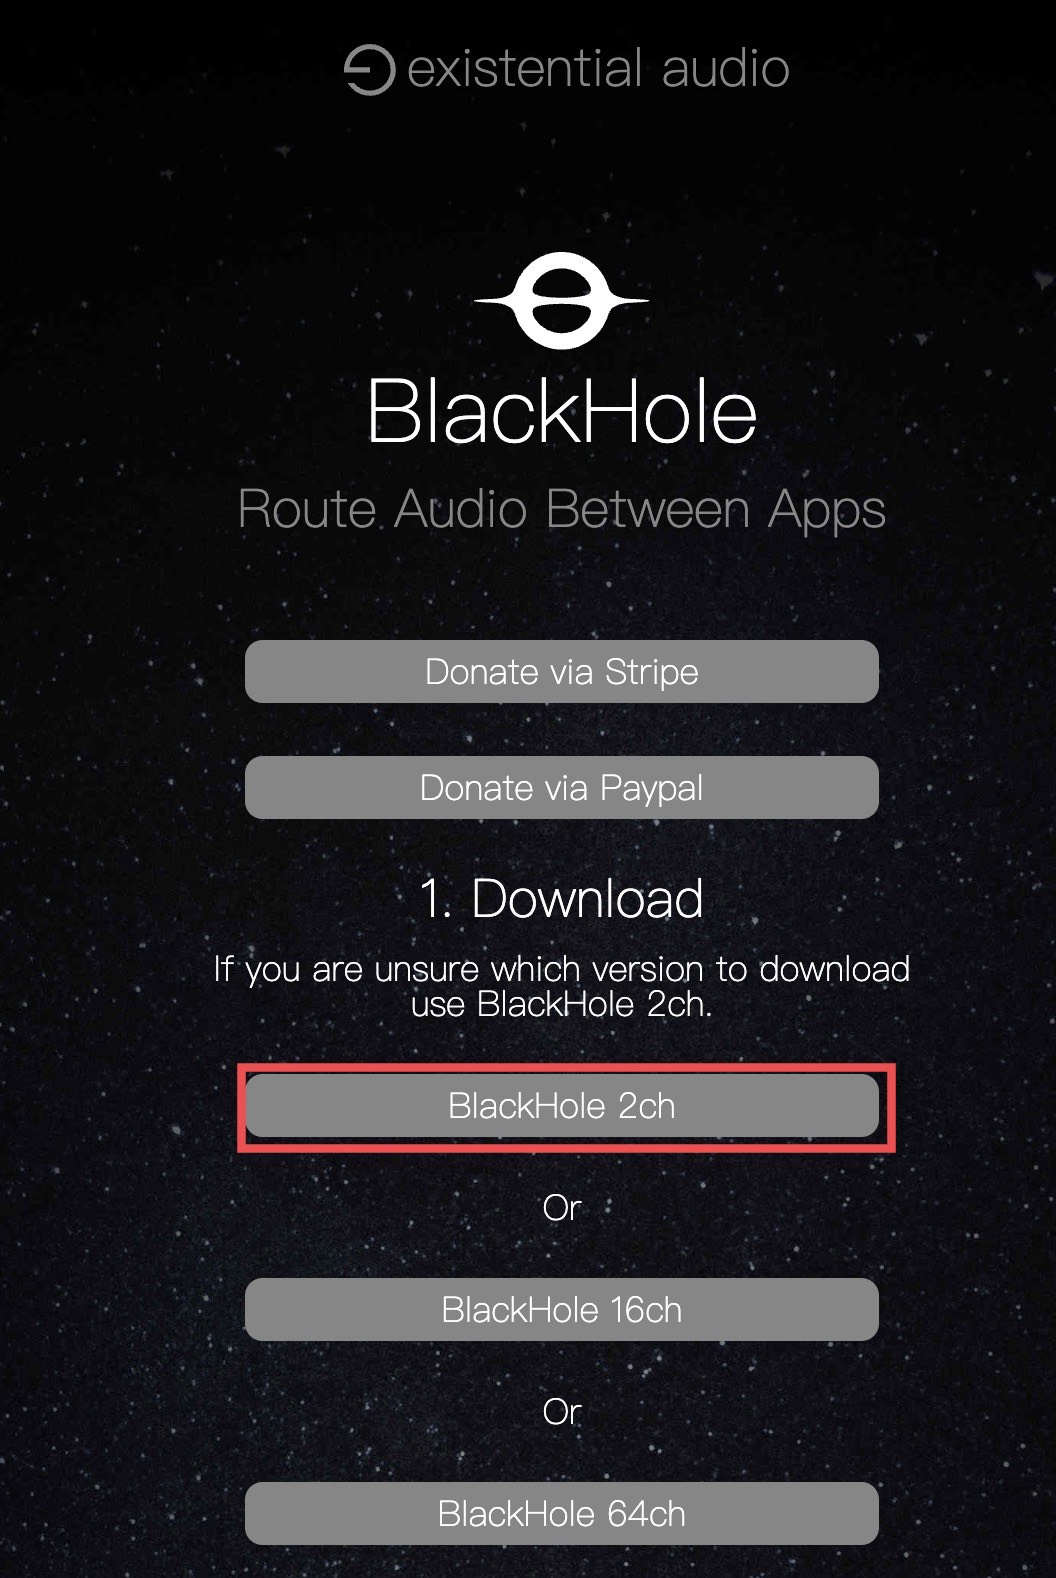 existential audio
BlackHole
Route Audio Between Apps
Donate via Stripe
Donate via Paypal
1. Download
If you are unsure which version to download
use BlackHole 2ch.
BlackHole 2ch
Or
BlackHole 16ch
Or
BlackHole 64ch